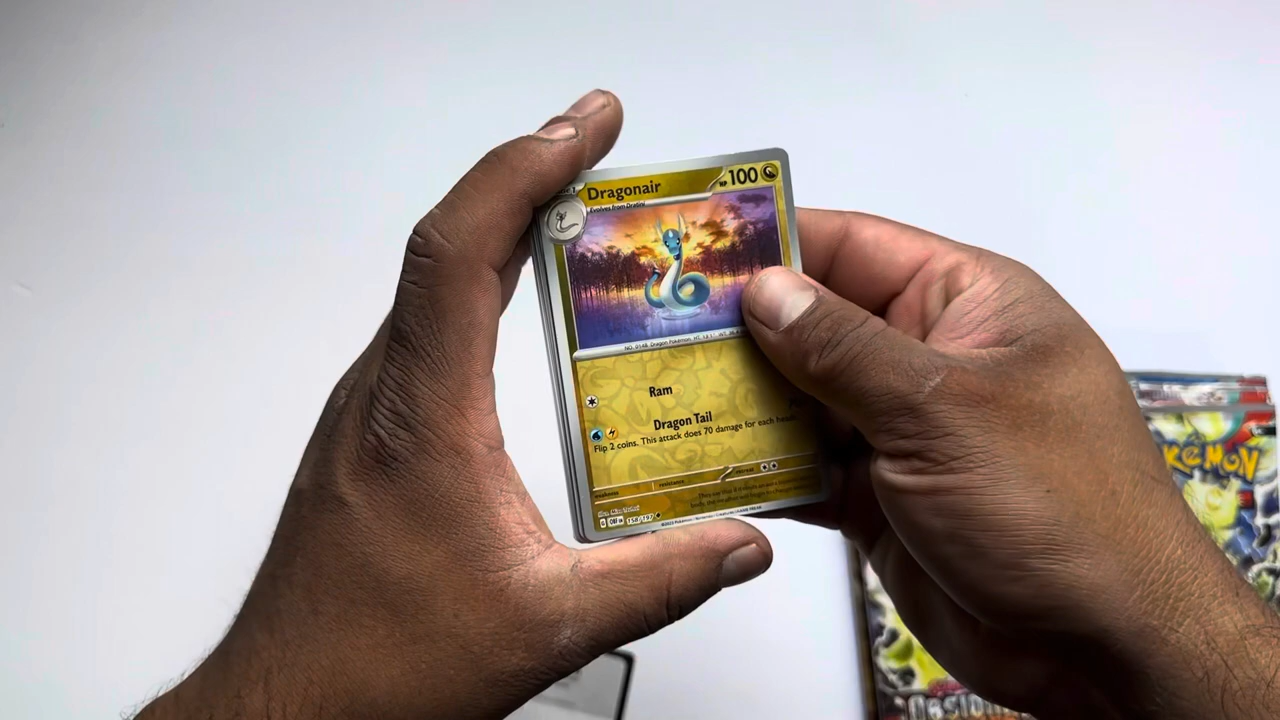 Dragonair
HP 100
Evolves from Dratini
NO. 0148 Dragon Pokémon HT: 13'1"
Ram
Dragon Tail
Flip 2 coins. This attack does 70 damage for each heads.
weakness
resistance
retreat
158/197
POKéMON